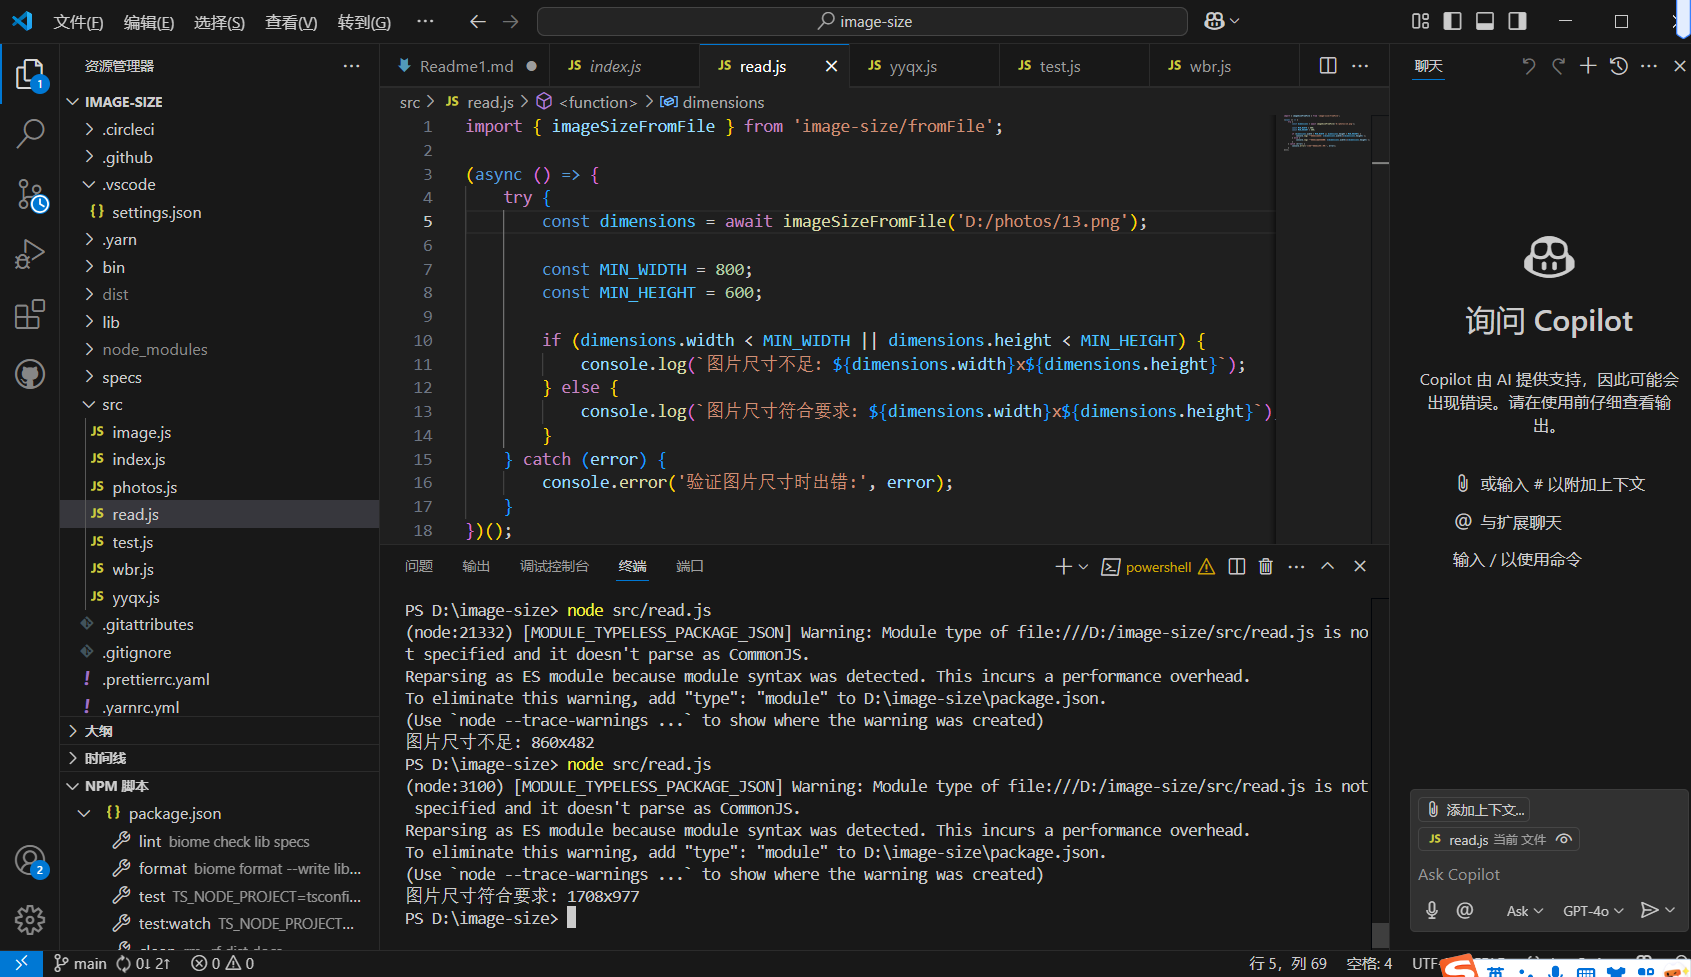 文件(F) 编辑(E) 选择(S) 查看(V) 转到(G) ··· image-size
资源管理器 ···
IMAGE-SIZE
.circleci
.github
.vscode
{} settings.json
.yarn
bin
dist
lib
node_modules
specs
src
JS image.js
JS index.js
JS photos.js
JS read.js
JS test.js
JS wbr.js
JS yyqx.js
.gitattributes
.gitignore
! .prettierrc.yaml
! .yarnrc.yml
大纲
时间线
NPM 脚本
{} package.json
lint biome check lib specs
format biome format --write lib...
test TS_NODE_PROJECT=tsconfi...
test:watch TS_NODE_PROJECT...
1
2
Readme1.md JS index.js JS read.js JS yyqx.js JS test.js JS wbr.js ···
src > JS read.js > <function> > dimensions
1 import { imageSizeFromFile } from 'image-size/fromFile';
2
3 (async () => {
4 try {
5 const dimensions = await imageSizeFromFile('D:/photos/13.png');
6
7 const MIN_WIDTH = 800;
8 const MIN_HEIGHT = 600;
9
10 if (dimensions.width < MIN_WIDTH || dimensions.height < MIN_HEIGHT) {
11 console.log(`图片尺寸不足: ${dimensions.width}x${dimensions.height}`);
12 } else {
13 console.log(`图片尺寸符合要求: ${dimensions.width}x${dimensions.height}`)
14 }
15 } catch (error) {
16 console.error('验证图片尺寸时出错:', error);
17 }
18 })();
问题 输出 调试控制台 终端 端口 powershell ···
PS D:\image-size> node src/read.js
(node:21332) [MODULE_TYPELESS_PACKAGE_JSON] Warning: Module type of file:///D:/image-size/src/read.js is no
t specified and it doesn't parse as CommonJS.
Reparsing as ES module because module syntax was detected. This incurs a performance overhead.
To eliminate this warning, add "type": "module" to D:\image-size\package.json.
(Use `node --trace-warnings ...` to show where the warning was created)
图片尺寸不足: 860x482
PS D:\image-size> node src/read.js
(node:3100) [MODULE_TYPELESS_PACKAGE_JSON] Warning: Module type of file:///D:/image-size/src/read.js is not
specified and it doesn't parse as CommonJS.
Reparsing as ES module because module syntax was detected. This incurs a performance overhead.
To eliminate this warning, add "type": "module" to D:\image-size\package.json.
(Use `node --trace-warnings ...` to show where the warning was created)
图片尺寸符合要求: 1708x977
PS D:\image-size>
聊天 ···
询问 Copilot
Copilot 由 AI 提供支持，因此可能会
出现错误。请在使用前仔细查看输
出。
或输入 # 以附加上下文
@ 与扩展聊天
输入 / 以使用命令
添加上下文...
JS read.js 当前 文件
Ask Copilot
@ Ask GPT-4o
main 0↓ 2↑ 0 0 行 5，列 69 空格: 4
英